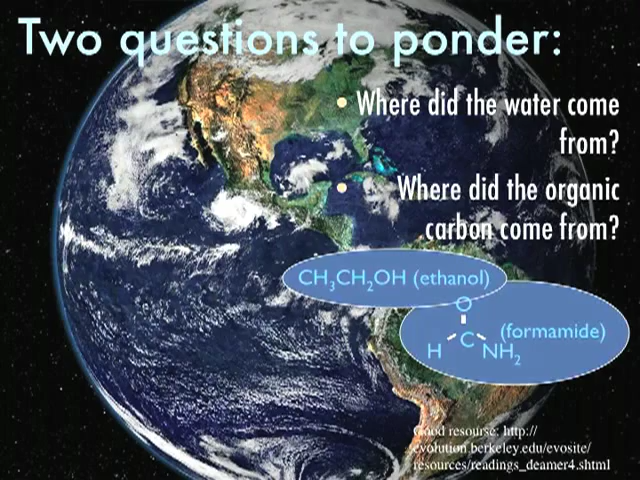 Two questions to ponder:
• Where did the water come
from?
• Where did the organic
carbon come from?
CH₃CH₂OH (ethanol)
O
(formamide)
C
H
NH₂
Good resourse: http://
evolution.berkeley.edu/evosite/
resources/readings_deamer4.shtml